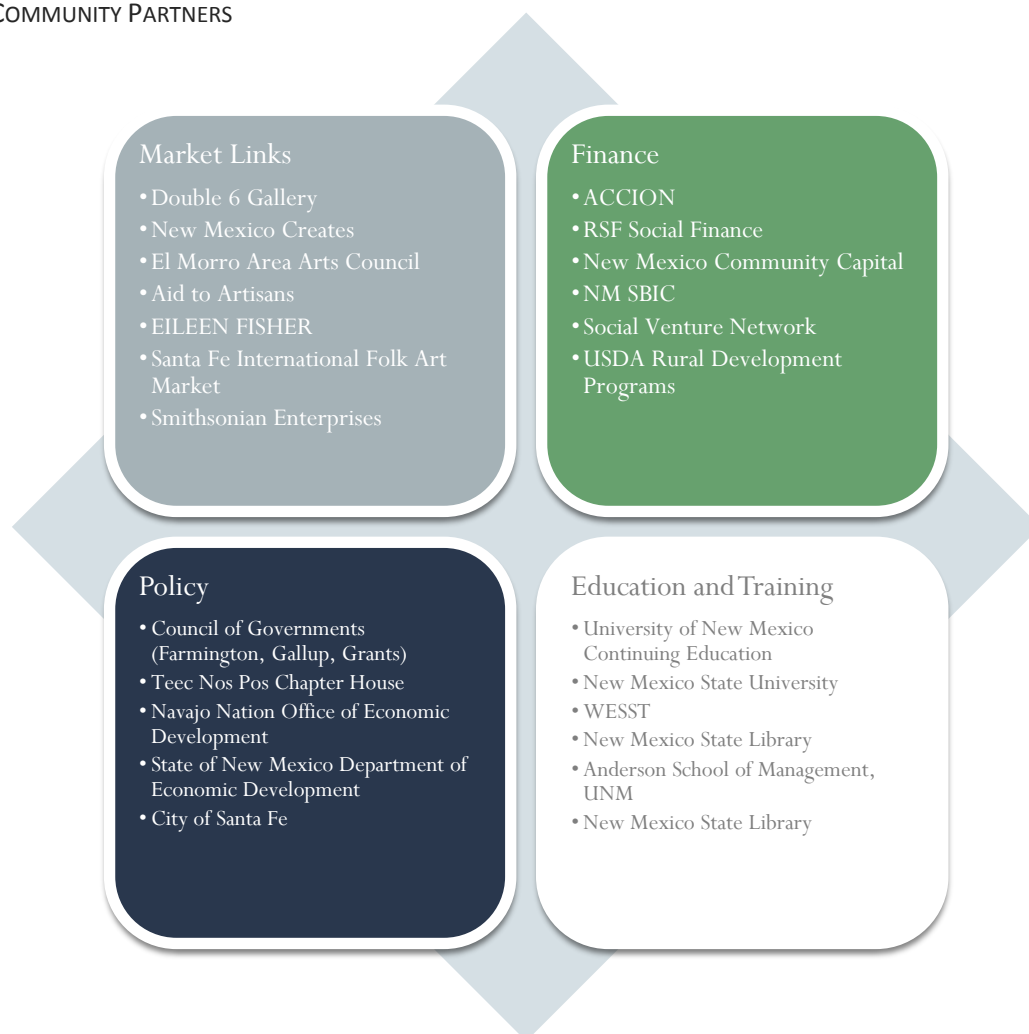 COMMUNITY PARTNERS
Market Links
• Double 6 Gallery
• New Mexico Creates
• El Morro Area Arts Council
• Aid to Artisans
• EILEEN FISHER
• Santa Fe International Folk Art
Market
• Smithsonian Enterprises
Finance
• ACCION
• RSF Social Finance
• New Mexico Community Capital
• NM SBIC
• Social Venture Network
• USDA Rural Development
Programs
Policy
• Council of Governments
(Farmington, Gallup, Grants)
• Teec Nos Pos Chapter House
• Navajo Nation Office of Economic
Development
• State of New Mexico Department of
Economic Development
• City of Santa Fe
Education and Training
• University of New Mexico
Continuing Education
• New Mexico State University
• WESST
• New Mexico State Library
• Anderson School of Management,
UNM
• New Mexico State Library